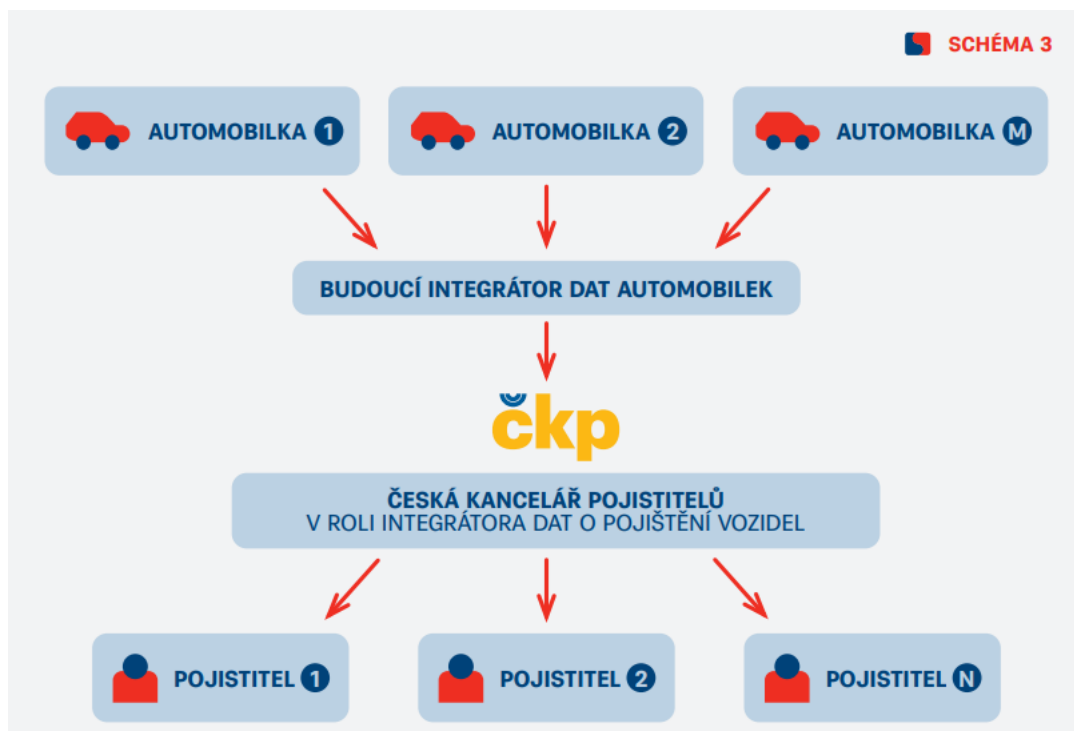 SCHÉMA 3
AUTOMOBILKA 1
AUTOMOBILKA 2
AUTOMOBILKA M
BUDOUCÍ INTEGRÁTOR DAT AUTOMOBILEK
čkp
ČESKÁ KANCELÁŘ POJISTITELŮ
V ROLI INTEGRÁTORA DAT O POJIŠTĚNÍ VOZIDEL
POJISTITEL 1
POJISTITEL 2
POJISTITEL N